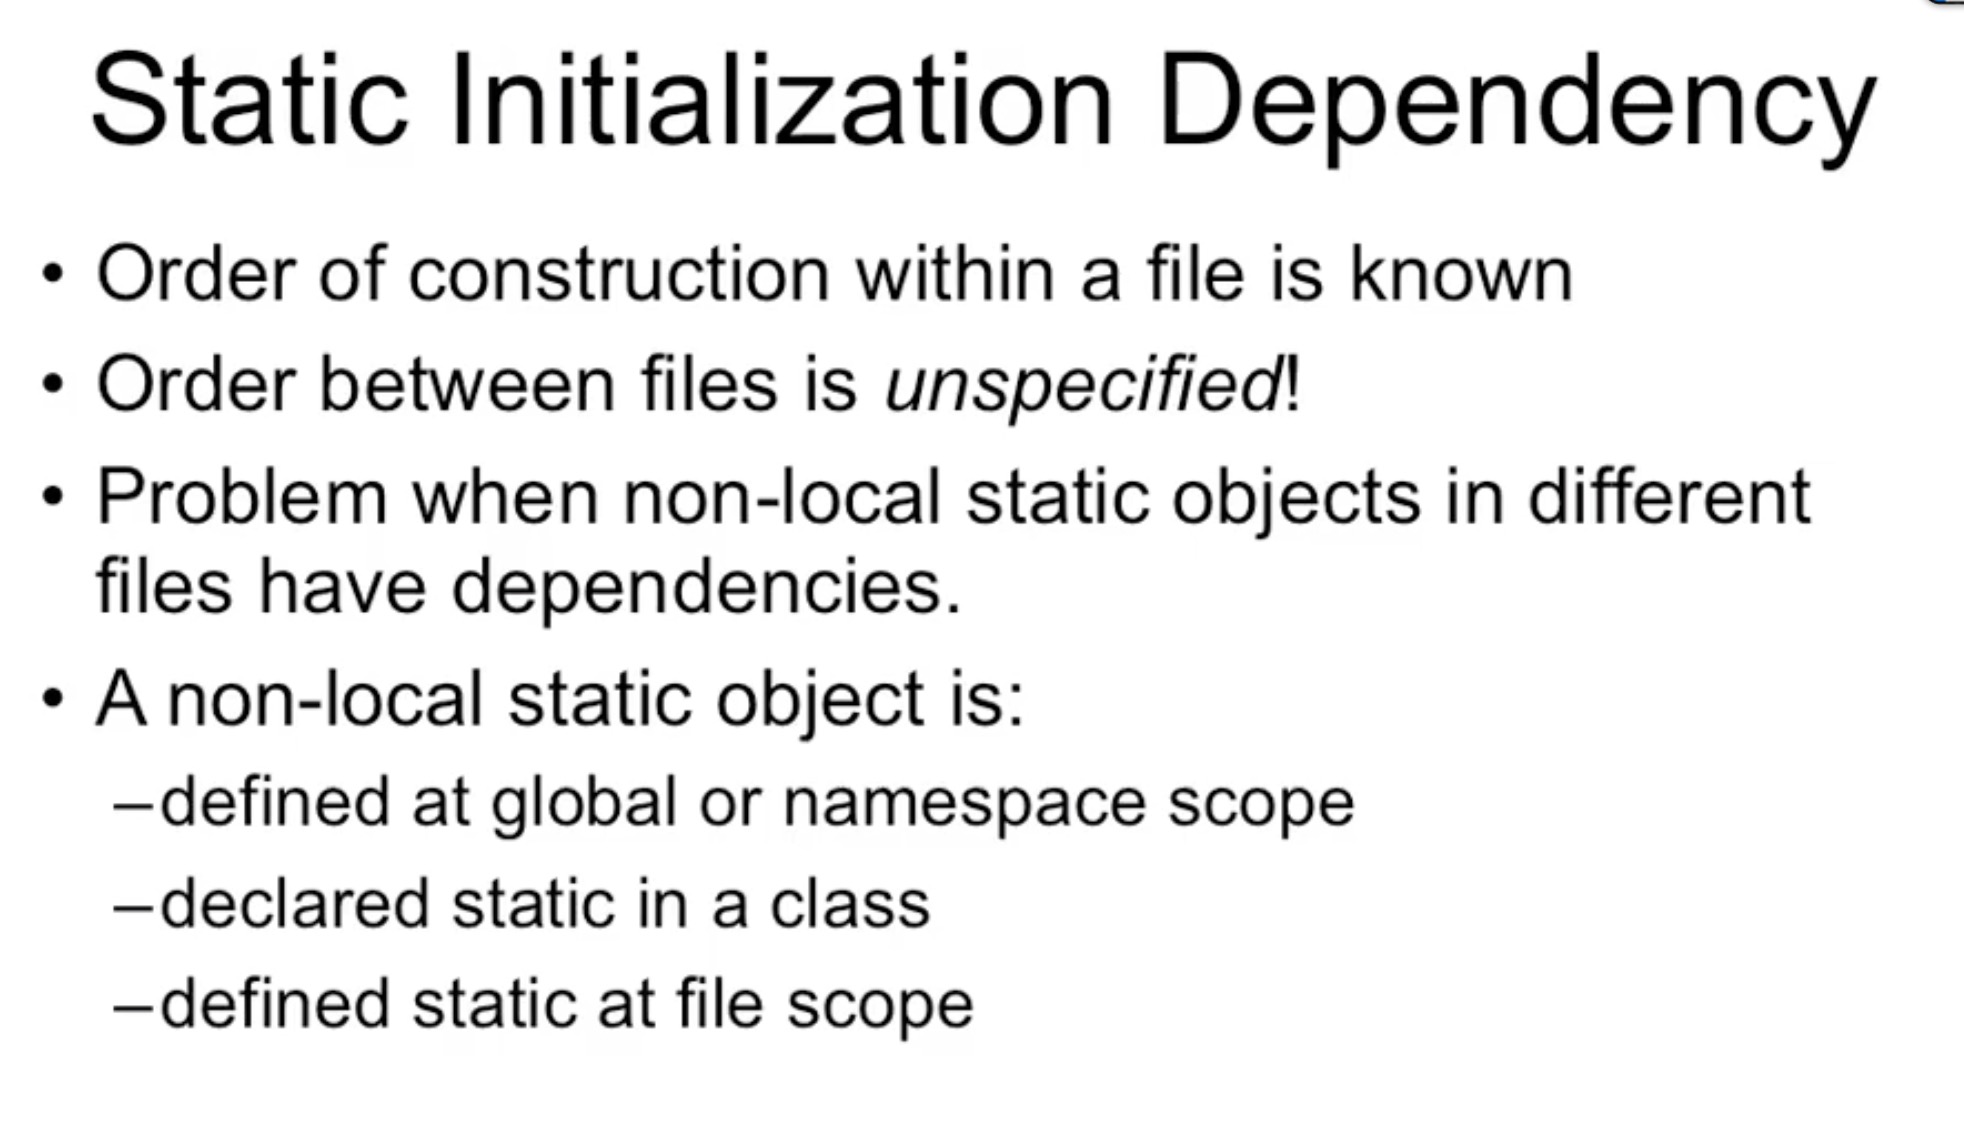 Static Initialization Dependency
• Order of construction within a file is known
• Order between files is unspecified!
• Problem when non-local static objects in different
files have dependencies.
• A non-local static object is:
–defined at global or namespace scope
–declared static in a class
–defined static at file scope